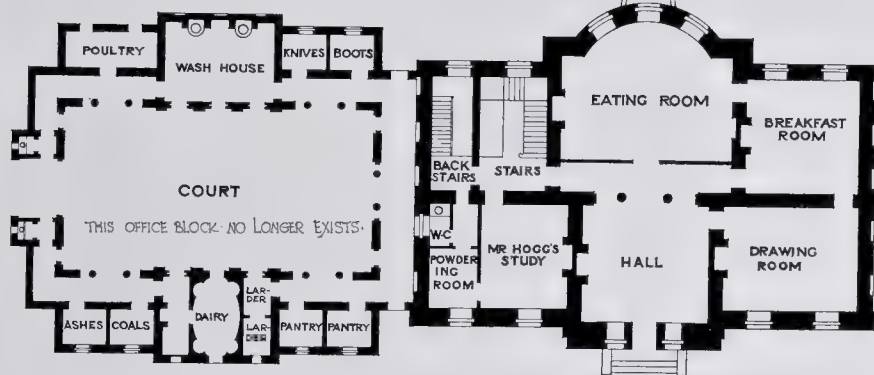 POULTRY
WASH HOUSE
KNIVES
BOOTS
EATING ROOM
BREAKFAST
ROOM
BACK
STAIRS
STAIRS
COURT
THIS OFFICE BLOCK NO LONGER EXISTS.
W·C
POWDER
ING
ROOM
MR HOGG'S
STUDY
HALL
DRAWING
ROOM
ASHES
COALS
DAIRY
LAR-
DER
LAR-
DER
PANTRY
PANTRY